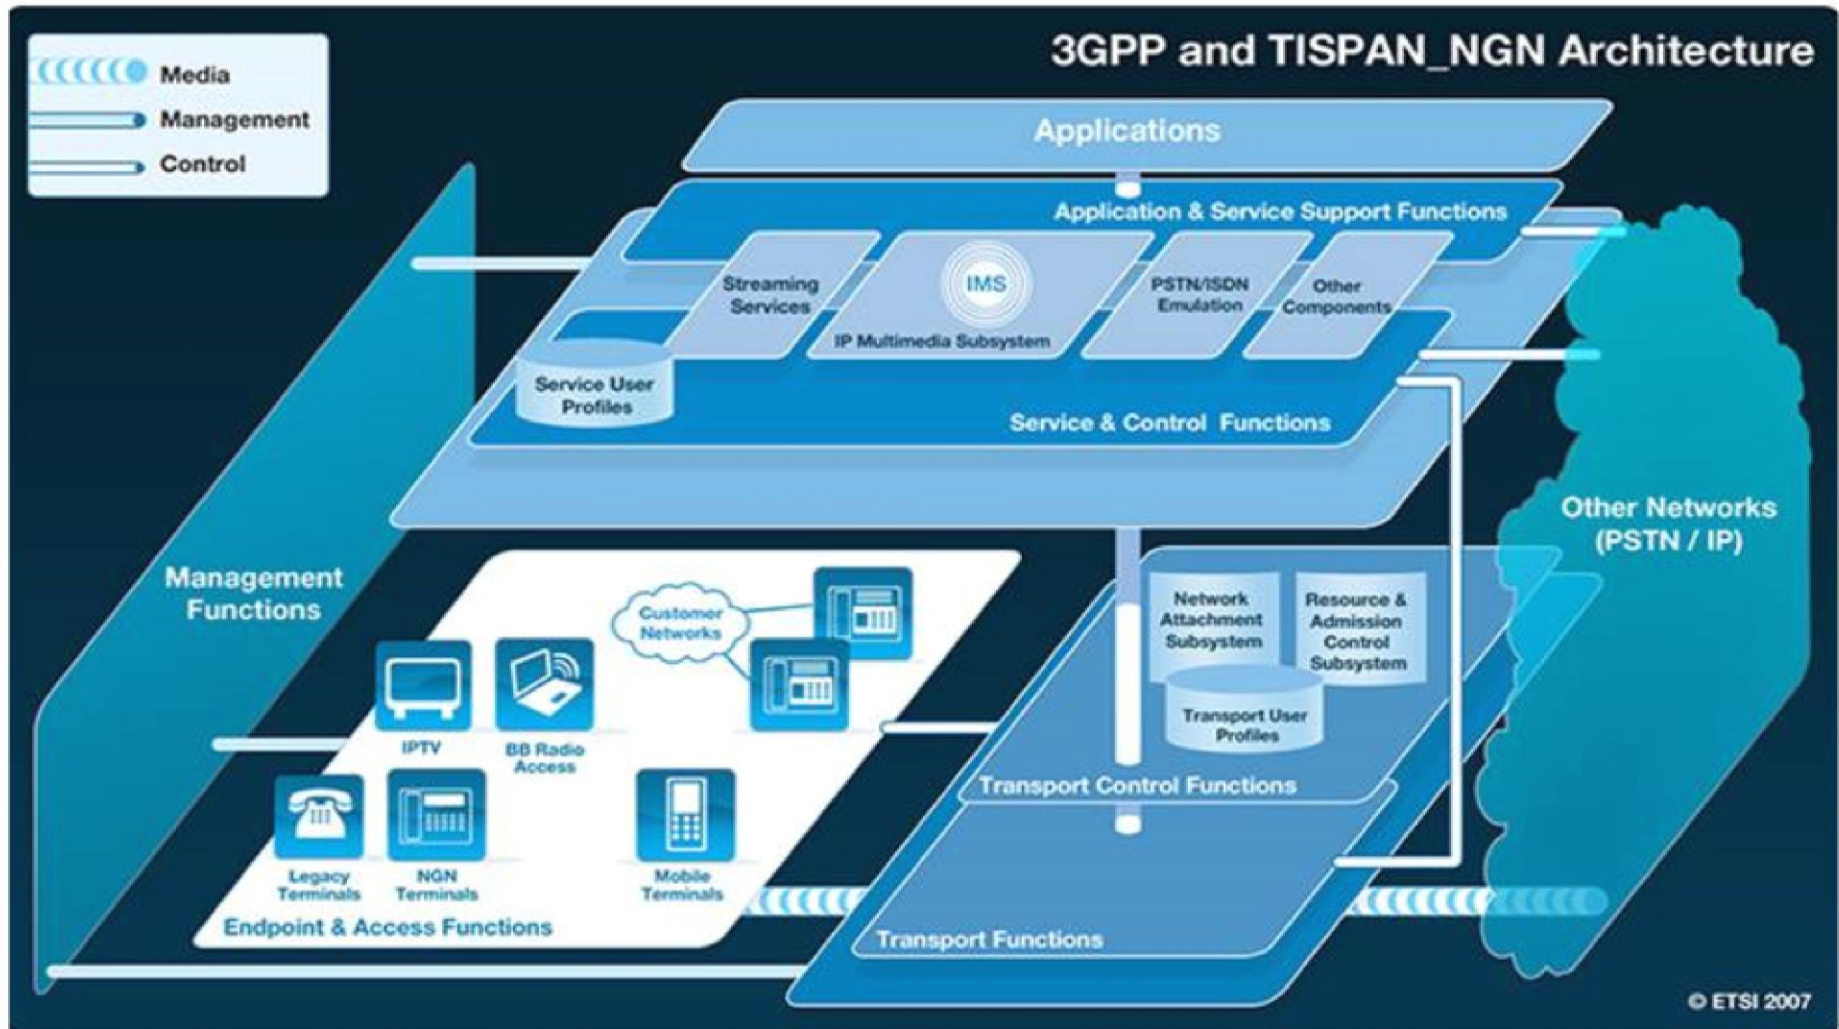 3GPP and TISPAN_NGN Architecture
Media
Management
Control
Applications
Application & Service Support Functions
Streaming
Services
IMS
IP Multimedia Subsystem
PSTN/ISDN
Emulation
Other
Components
Service User
Profiles
Service & Control Functions
Other Networks
(PSTN / IP)
Management
Functions
Customer
Networks
IPTV
BB Radio
Access
Legacy
Terminals
NGN
Terminals
Mobile
Terminals
Endpoint & Access Functions
Network
Attachment
Subsystem
Resource &
Admission
Control
Subsystem
Transport User
Profiles
Transport Control Functions
Transport Functions
© ETSI 2007